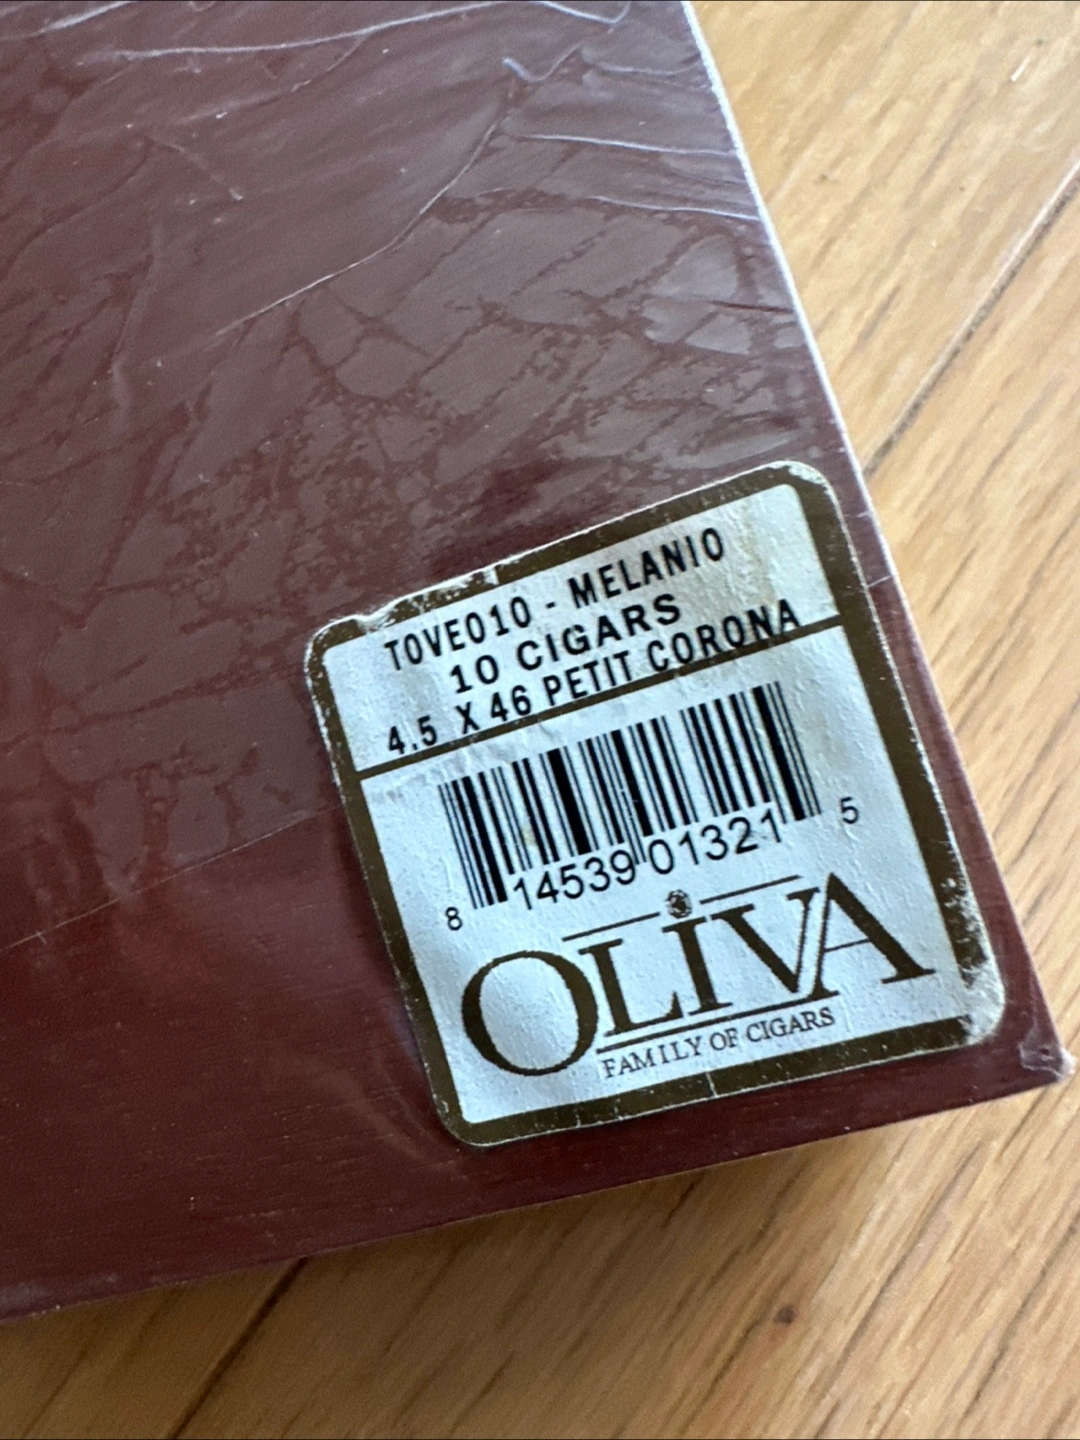 TOVE010 - MELANIO
10 CIGARS
4.5 X 46 PETIT CORONA
8 14539 01321 5
OLIVA
FAMILY OF CIGARS